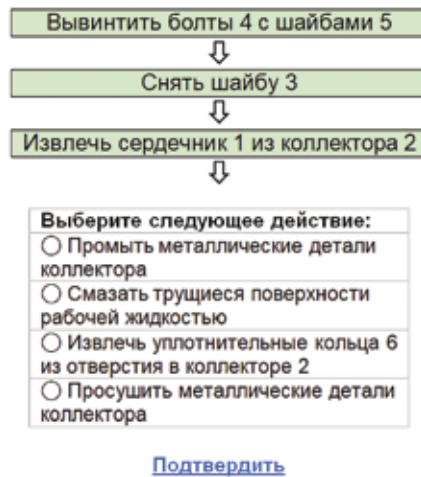 Вывинтить болты 4 с шайбами 5
Снять шайбу 3
Извлечь сердечник 1 из коллектора 2
Выберите следующее действие:
Промыть металлические детали
коллектора
Смазать трущиеся поверхности
рабочей жидкостью
Извлечь уплотнительные кольца 6
из отверстия в коллекторе 2
Просушить металлические детали
коллектора
Подтвердить